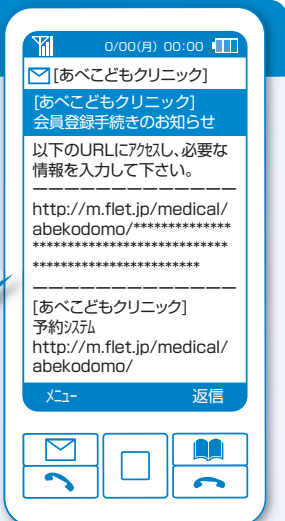 0/00(月) 00:00
[あべこどもクリニック]
[あべこどもクリニック]
会員登録手続きのお知らせ
以下のURLにｱｸｾｽし、必要な
情報を入力して下さい。
ーーーーーーーーーーーーー
http://m.flet.jp/medical/
abekodomo/**************
****************************
************************
ーーーーーーーーーーーーー
[あべこどもクリニック]
予約ｼｽﾃﾑ
http://m.flet.jp/medical/
abekodomo/
ﾒﾆｭｰ 返信